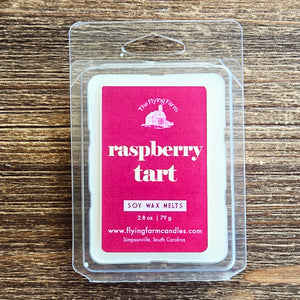 The Flying Farm
raspberry
tart
SOY WAX MELTS
2.8 oz. | 79 g
www.flyingfarmcandles.com
Simpsonville, South Carolina